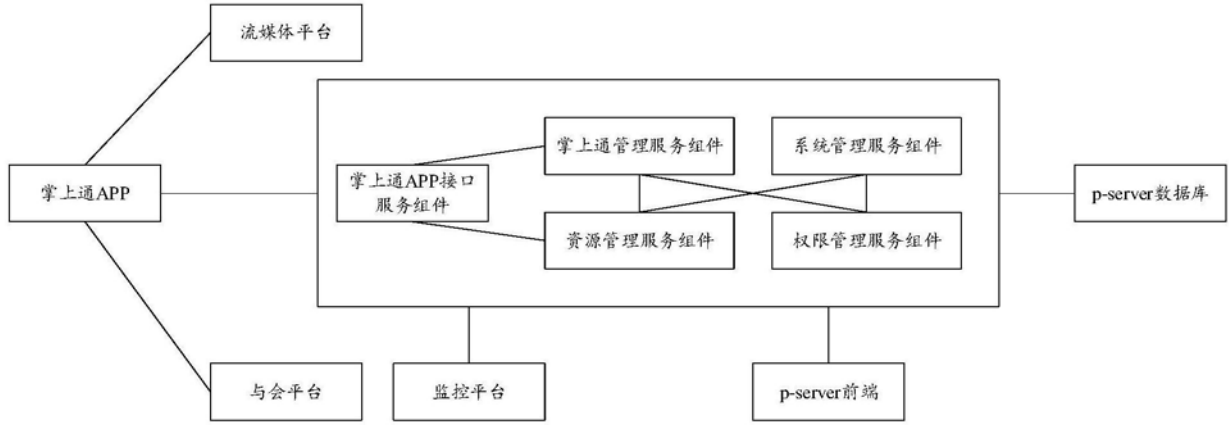 流媒体平台
掌上通管理服务组件
系统管理服务组件
掌上通APP
掌上通APP接口
服务组件
p-server数据库
资源管理服务组件
权限管理服务组件
与会平台
监控平台
p-server前端